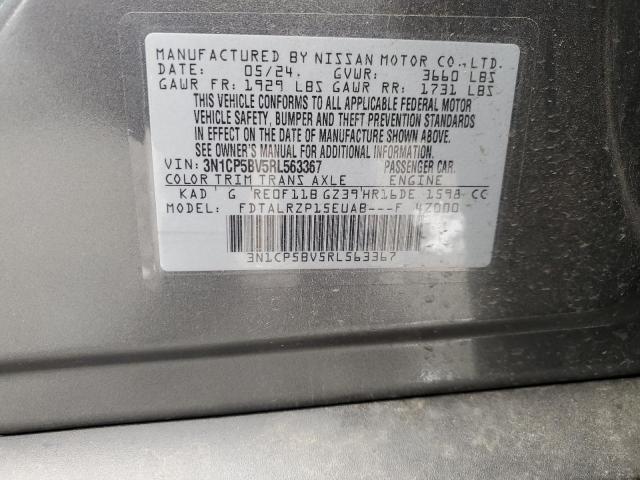 MANUFACTURED BY NISSAN MOTOR CO.,LTD.
DATE: 05/24. GVWR: 3660 LBS
GAWR FR: 1929 LBS GAWR RR: 1731 LBS
THIS VEHICLE CONFORMS TO ALL APPLICABLE FEDERAL MOTOR
VEHICLE SAFETY, BUMPER AND THEFT PREVENTION STANDARDS
IN EFFECT ON THE DATE OF MANUFACTURE SHOWN ABOVE.
SEE OWNER'S MANUAL FOR ADDITIONAL INFORMATION.
VIN: 3N1CP5BV5RL563367 PASSENGER CAR.
COLOR TRIM TRANS AXLE ENGINE
KAD G RE0F11B GZ39 HR16DE 1598 CC
MODEL: FDTALRZP15EUAB---F 4Z000 -
3N1CP5BV5RL563367